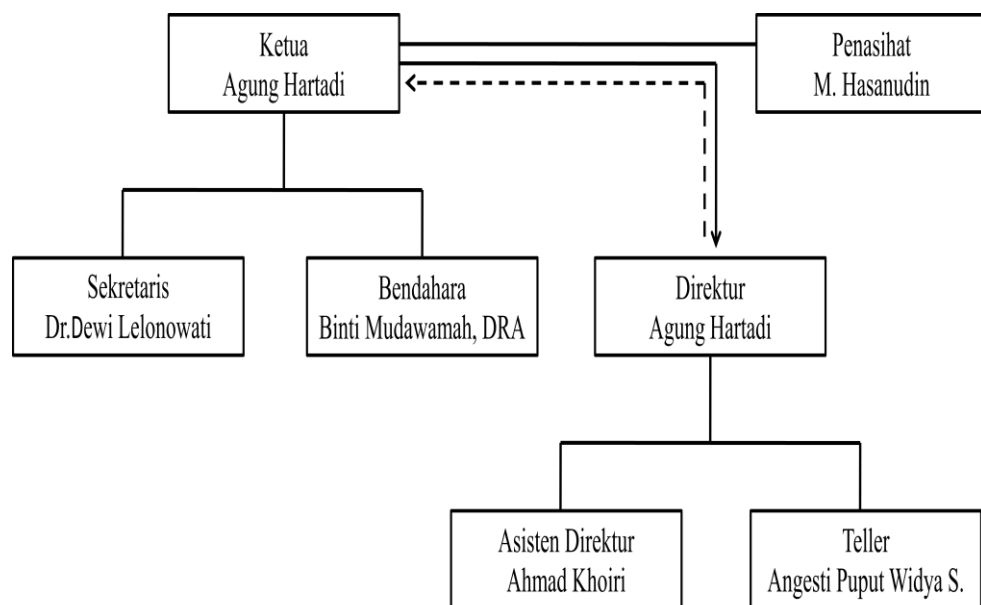 Ketua
Agung Hartadi
Penasihat
M. Hasanudin
Sekretaris
Dr.Dewi Lelonowati
Bendahara
Binti Mudawamah, DRA
Direktur
Agung Hartadi
Asisten Direktur
Ahmad Khoiri
Teller
Angesti Puput Widya S.